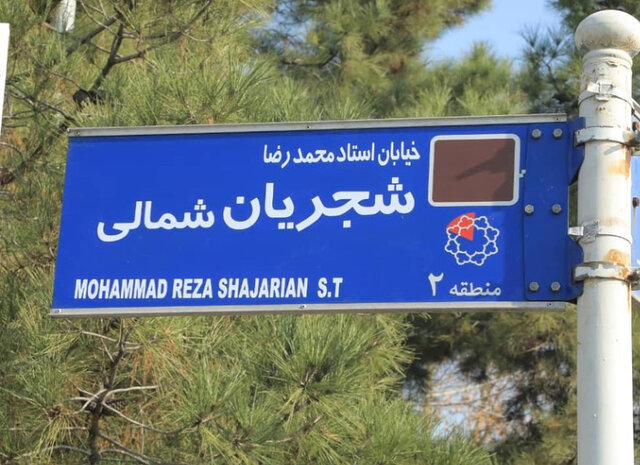 خیابان استاد محمد رضا
شجریان شمالی
MOHAMMAD REZA SHAJARIAN S.T
منطقه ۲